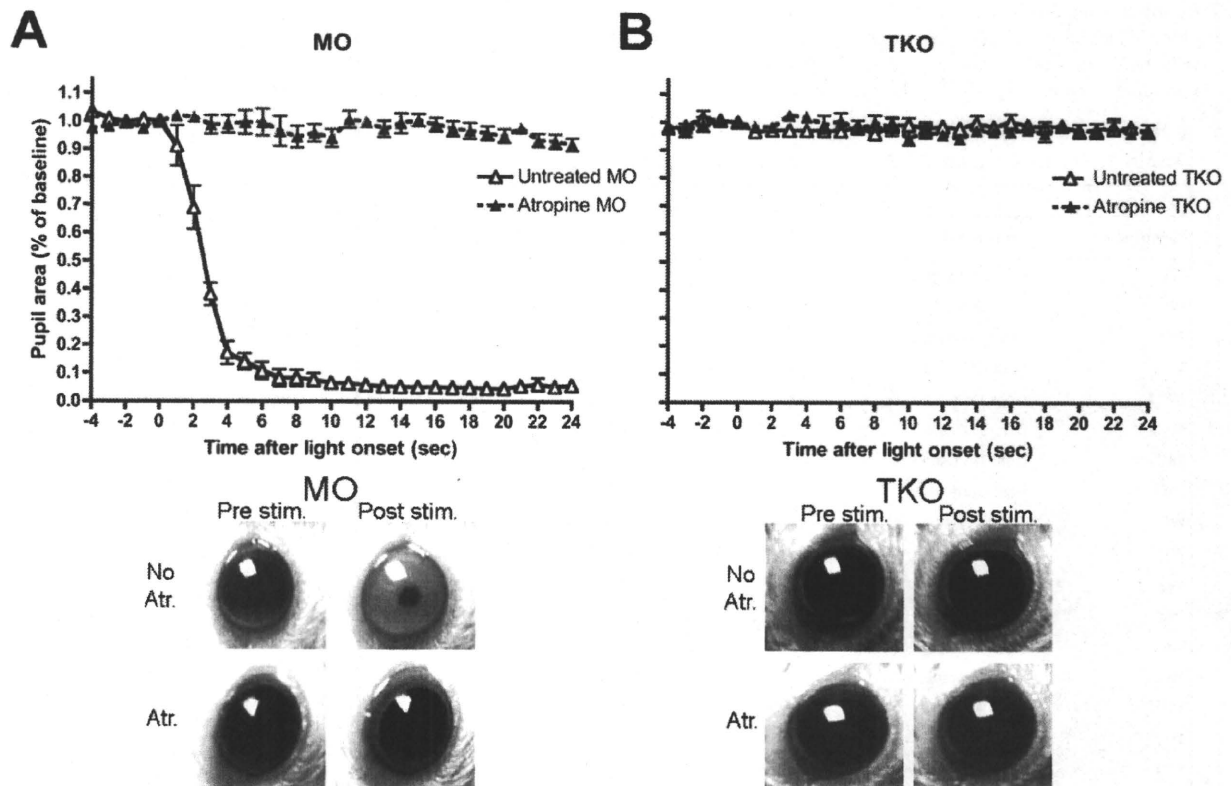 A
MO
1.1
1.0
0.9
0.8
0.7
0.6
0.5
0.4
0.3
0.2
0.1
0.0
Pupil area (% of baseline)
Untreated MO
Atropine MO
-4 -2 0 2 4 6 8 10 12 14 16 18 20 22 24
Time after light onset (sec)
B
TKO
Untreated TKO
Atropine TKO
-4 -2 0 2 4 6 8 10 12 14 16 18 20 22 24
Time after light onset (sec)
MO
Pre stim. Post stim.
No
Atr.
Atr.
TKO
Pre stim. Post stim.
No
Atr.
Atr.